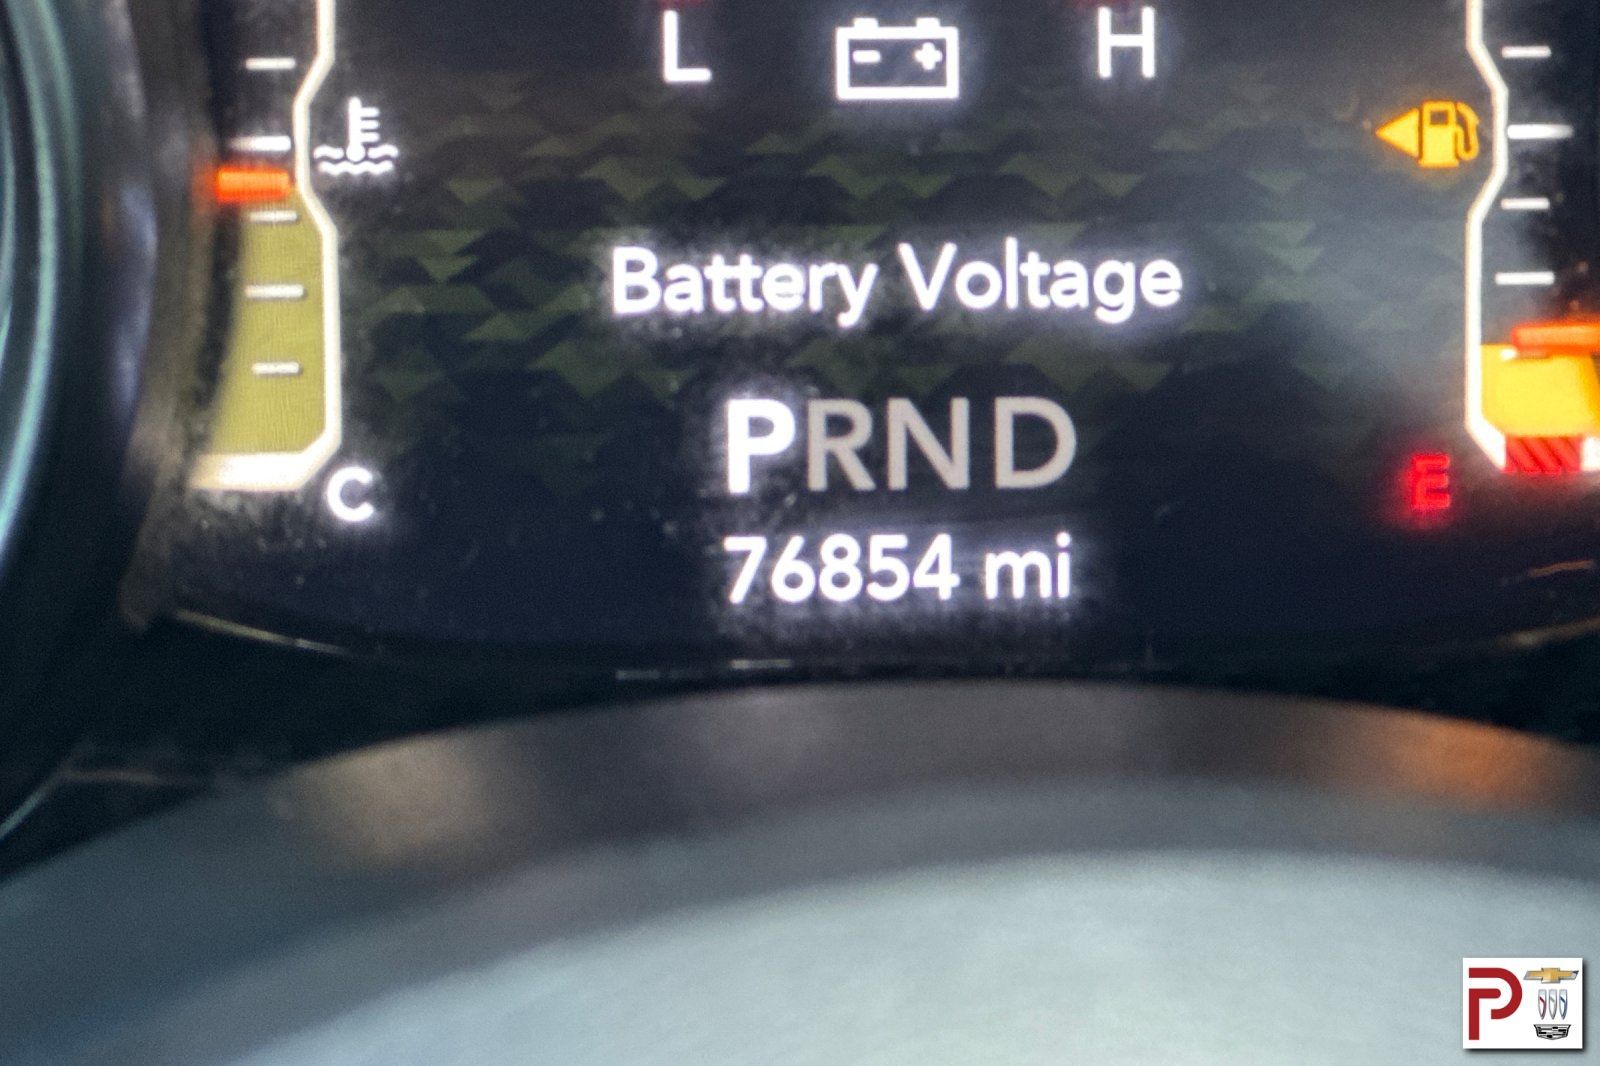 L H
Battery Voltage
PRND
C E
76854 mi
P